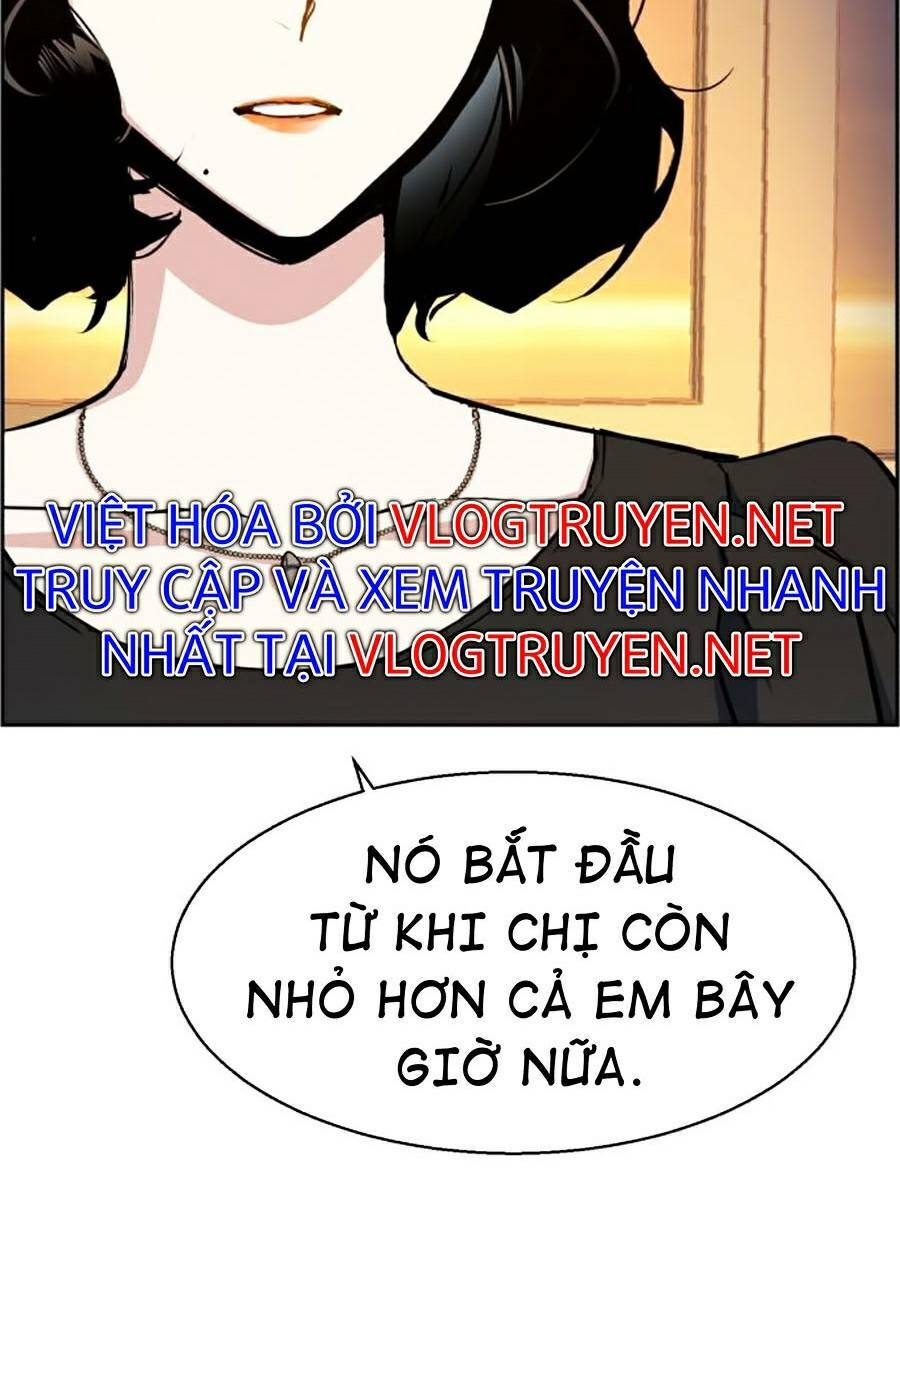 VIỆT HÓA BỞI VLOGTRUYEN.NET
TRUY CẬP VÀ XEM TRUYỆN NHANH
NHẤT TẠI VLOGTRUYEN.NET
NÓ BẮT ĐẦU
TỪ KHI CHỊ CÒN
NHỎ HƠN CẢ EM BÂY
GIỜ NỮA.